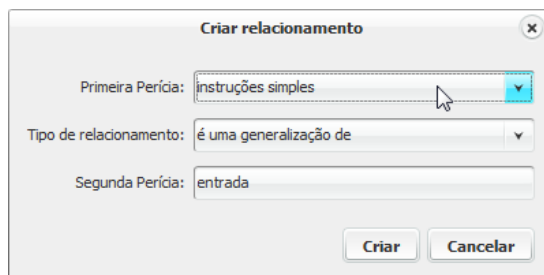 Criar relacionamento
Primeira Perícia: instruções simples
Tipo de relacionamento: é uma generalização de
Segunda Perícia: entrada
Criar Cancelar